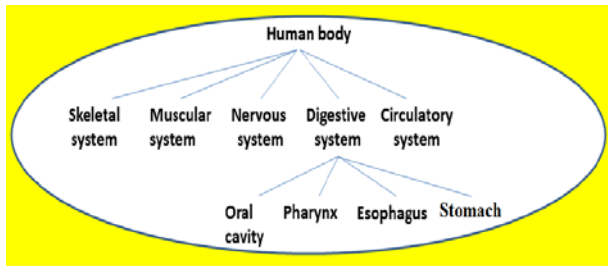 Human body
Skeletal Muscular Nervous Digestive Circulatory
system system system system system
Oral Pharynx Esophagus Stomach
cavity